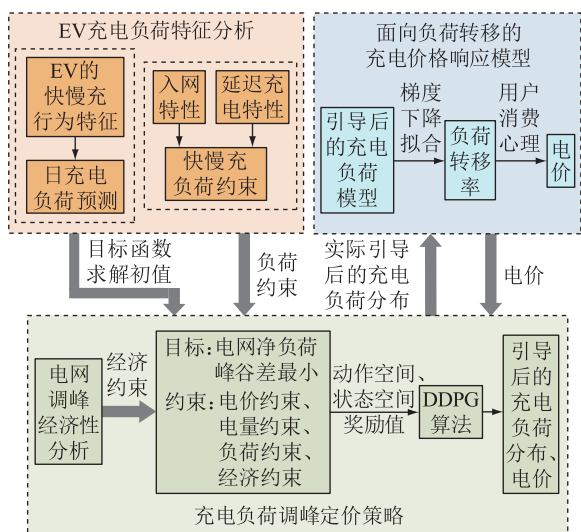 EV充电负荷特征分析
EV的
快慢充
行为特征
日充电
负荷预测
入网
特性
延迟充
电特性
快慢充
负荷约束
面向负荷转移的
充电价格响应模型
引导后
的充电
负荷
模型
梯度
下降
拟合
负荷
转移
率
用户
消费
心理
电
价
目标函数
求解初值
负荷
约束
实际引导
后的充电
负荷分布
电价
电网
调峰
经济性
分析
经济
约束
目标:电网净负荷
峰谷差最小
约束:电价约束、
电量约束、
负荷约束、
经济约束
动作空间、
状态空间
奖励值
DDPG
算法
引导
后的
充电
负荷
分布、
电价
充电负荷调峰定价策略